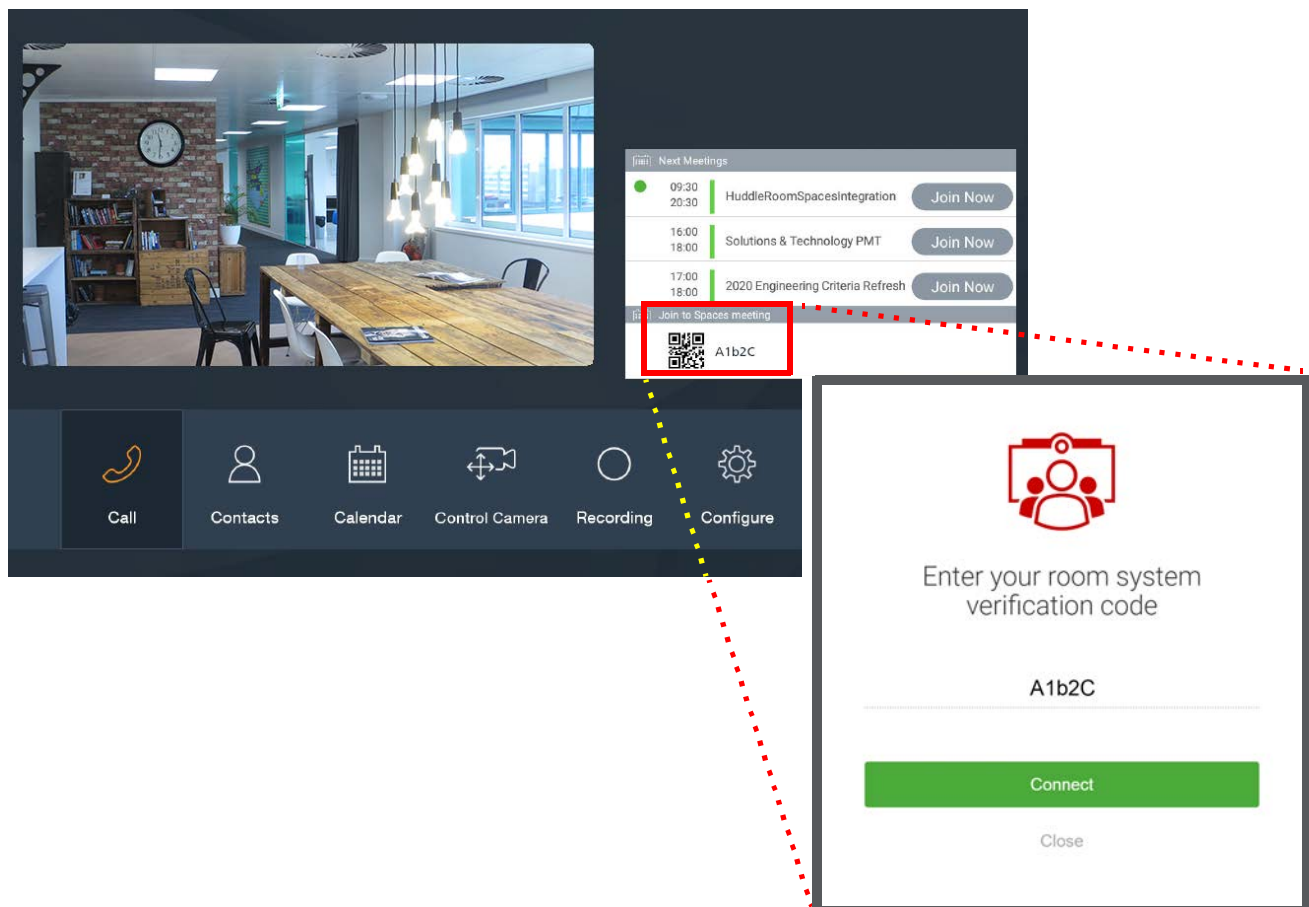 Next Meetings
09:30
20:30
HuddleRoomSpacesIntegration
Join Now
16:00
18:00
Solutions & Technology PMT
Join Now
17:00
18:00
2020 Engineering Criteria Refresh
Join Now
Join to Spaces meeting
A1b2C
Call
Contacts
Calendar
Control Camera
Recording
Configure
Enter your room system
verification code
A1b2C
Connect
Close